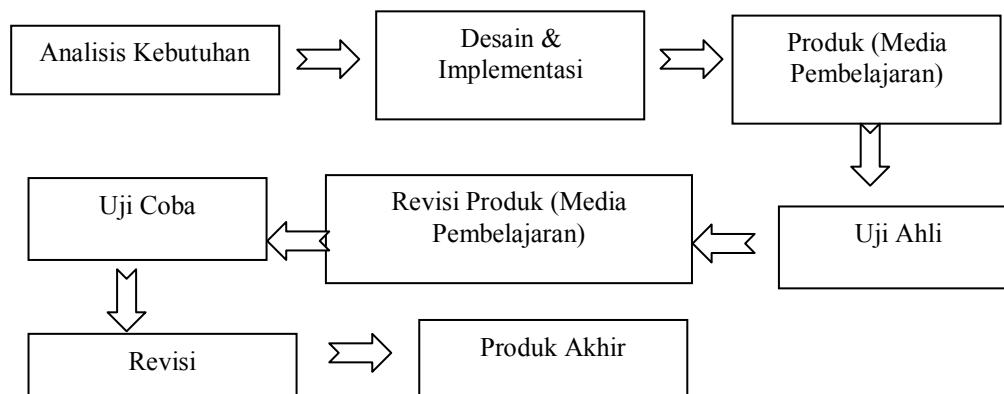 Analisis Kebutuhan
Desain &
Implementasi
Produk (Media
Pembelajaran)
Uji Ahli
Revisi Produk (Media
Pembelajaran)
Uji Coba
Revisi
Produk Akhir